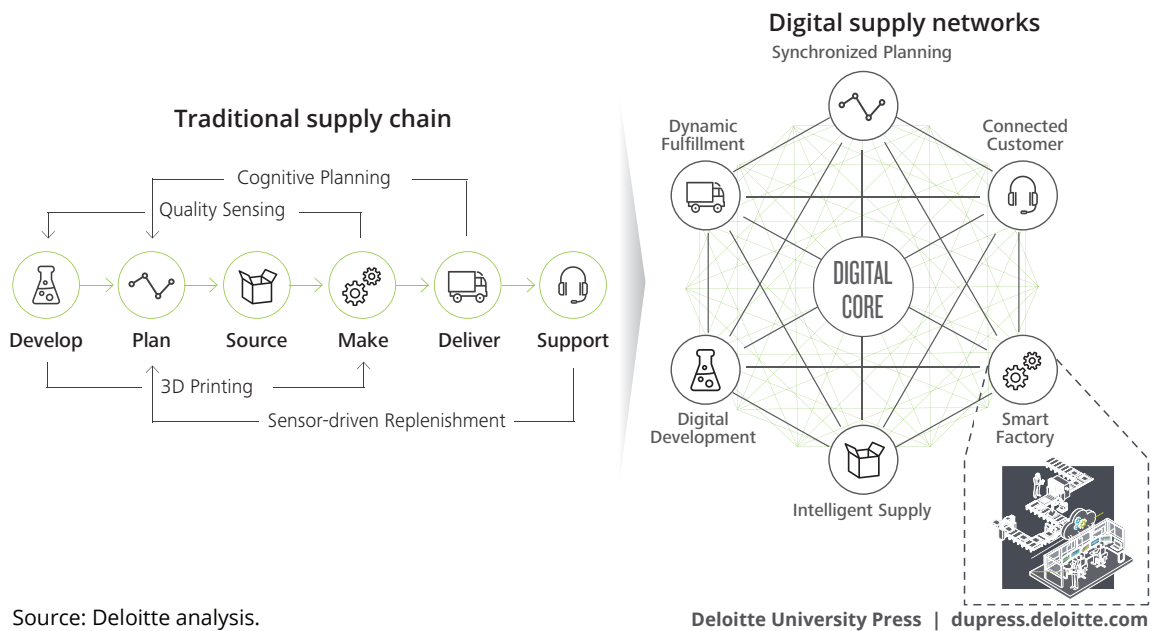 Digital supply networks
Synchronized Planning
Traditional supply chain
Dynamic
Fulfillment
Connected
Customer
Cognitive Planning
Quality Sensing
DIGITAL
CORE
Develop
Plan
Source
Make
Deliver
Support
3D Printing
Sensor-driven Replenishment
Digital
Development
Smart
Factory
Intelligent Supply
Source: Deloitte analysis.
Deloitte University Press | dupress.deloitte.com